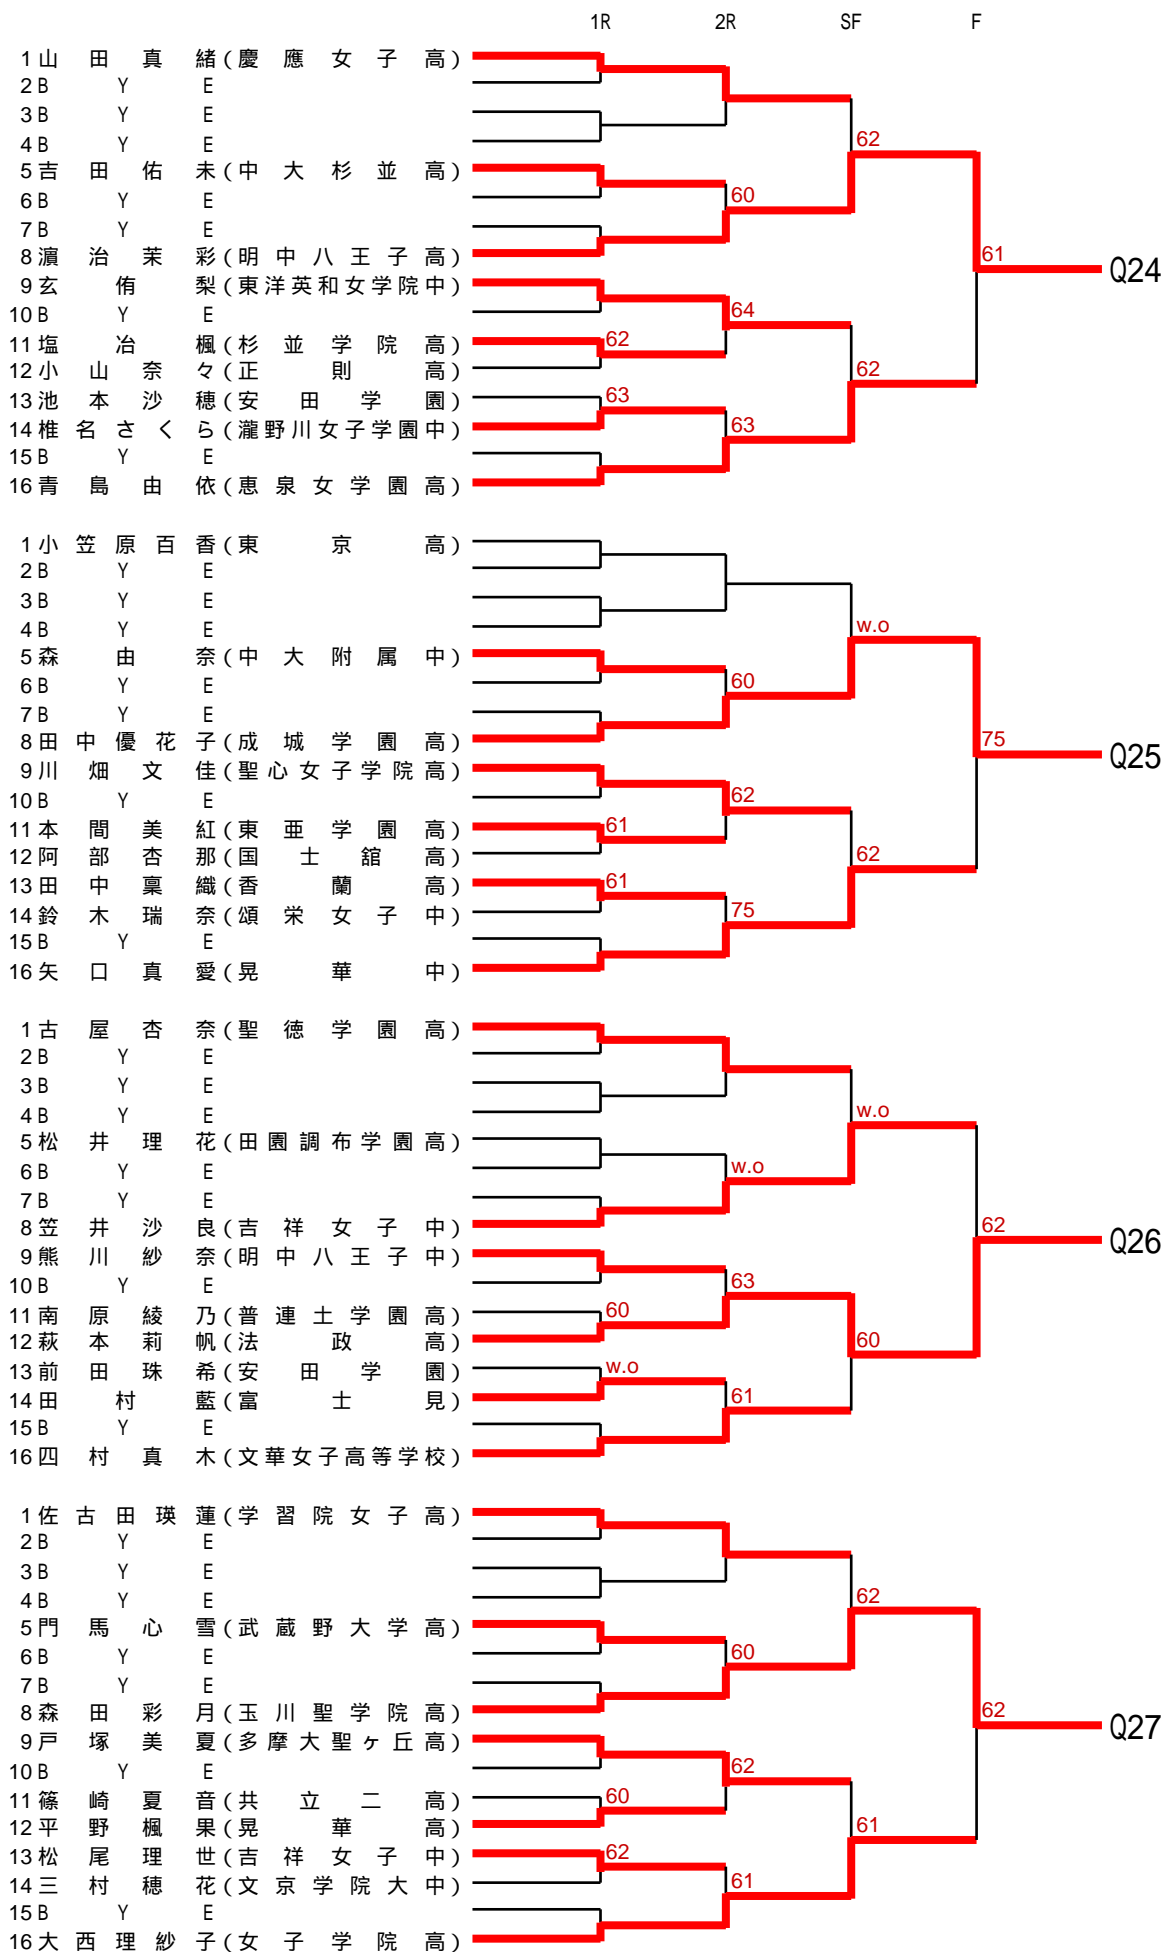 1R 2R SF F
1 山田真緒(慶應女子高)
2 B Y E
3 B Y E
62
4 B Y E
5 吉田佑未(中大杉並高)
60
6 B Y E
7 B Y E
8 濵治茉彩(明中八王子高)
61
Q24
9 玄侑梨(東洋英和女学院中)
10 B Y E
64
11 塩冶楓(杉並学院高)
62
12 小山奈々(正則高)
62
13 池本沙穂(安田学園)
63
14 椎名さくら(瀧野川女子学園中)
63
15 B Y E
16 青島由依(恵泉女学園高)
1 小笠原百香(東京高)
2 B Y E
3 B Y E
4 B Y E
w.o
5 森由奈(中大附属中)
60
6 B Y E
7 B Y E
8 田中優花子(成城学園高)
75
Q25
9 川畑文佳(聖心女子学院高)
10 B Y E
62
11 本間美紅(東亜学園高)
61
12 阿部杏那(国士舘高)
62
13 田中稟織(香蘭高)
61
14 鈴木瑞奈(頌栄女子中)
75
15 B Y E
16 矢口真愛(晃華中)
1 古屋杏奈(聖徳学園高)
2 B Y E
3 B Y E
4 B Y E
w.o
5 松井理花(田園調布学園高)
w.o
6 B Y E
7 B Y E
8 笠井沙良(吉祥女子中)
62
Q26
9 熊川紗奈(明中八王子中)
10 B Y E
63
11 南原綾乃(普連土学園高)
60
12 萩本莉帆(法政高)
60
13 前田珠希(安田学園)
w.o
14 田村藍(富士見)
61
15 B Y E
16 四村真木(文華女子高等学校)
1 佐古田瑛蓮(学習院女子高)
2 B Y E
3 B Y E
4 B Y E
62
5 門馬心雪(武蔵野大学高)
60
6 B Y E
7 B Y E
8 森田彩月(玉川聖学院高)
62
Q27
9 戸塚美夏(多摩大聖ヶ丘高)
10 B Y E
62
11 篠崎夏音(共立二高)
60
12 平野楓果(晃華高)
61
13 松尾理世(吉祥女子中)
62
14 三村穂花(文京学院大中)
61
15 B Y E
16 大西理紗子(女子学院高)